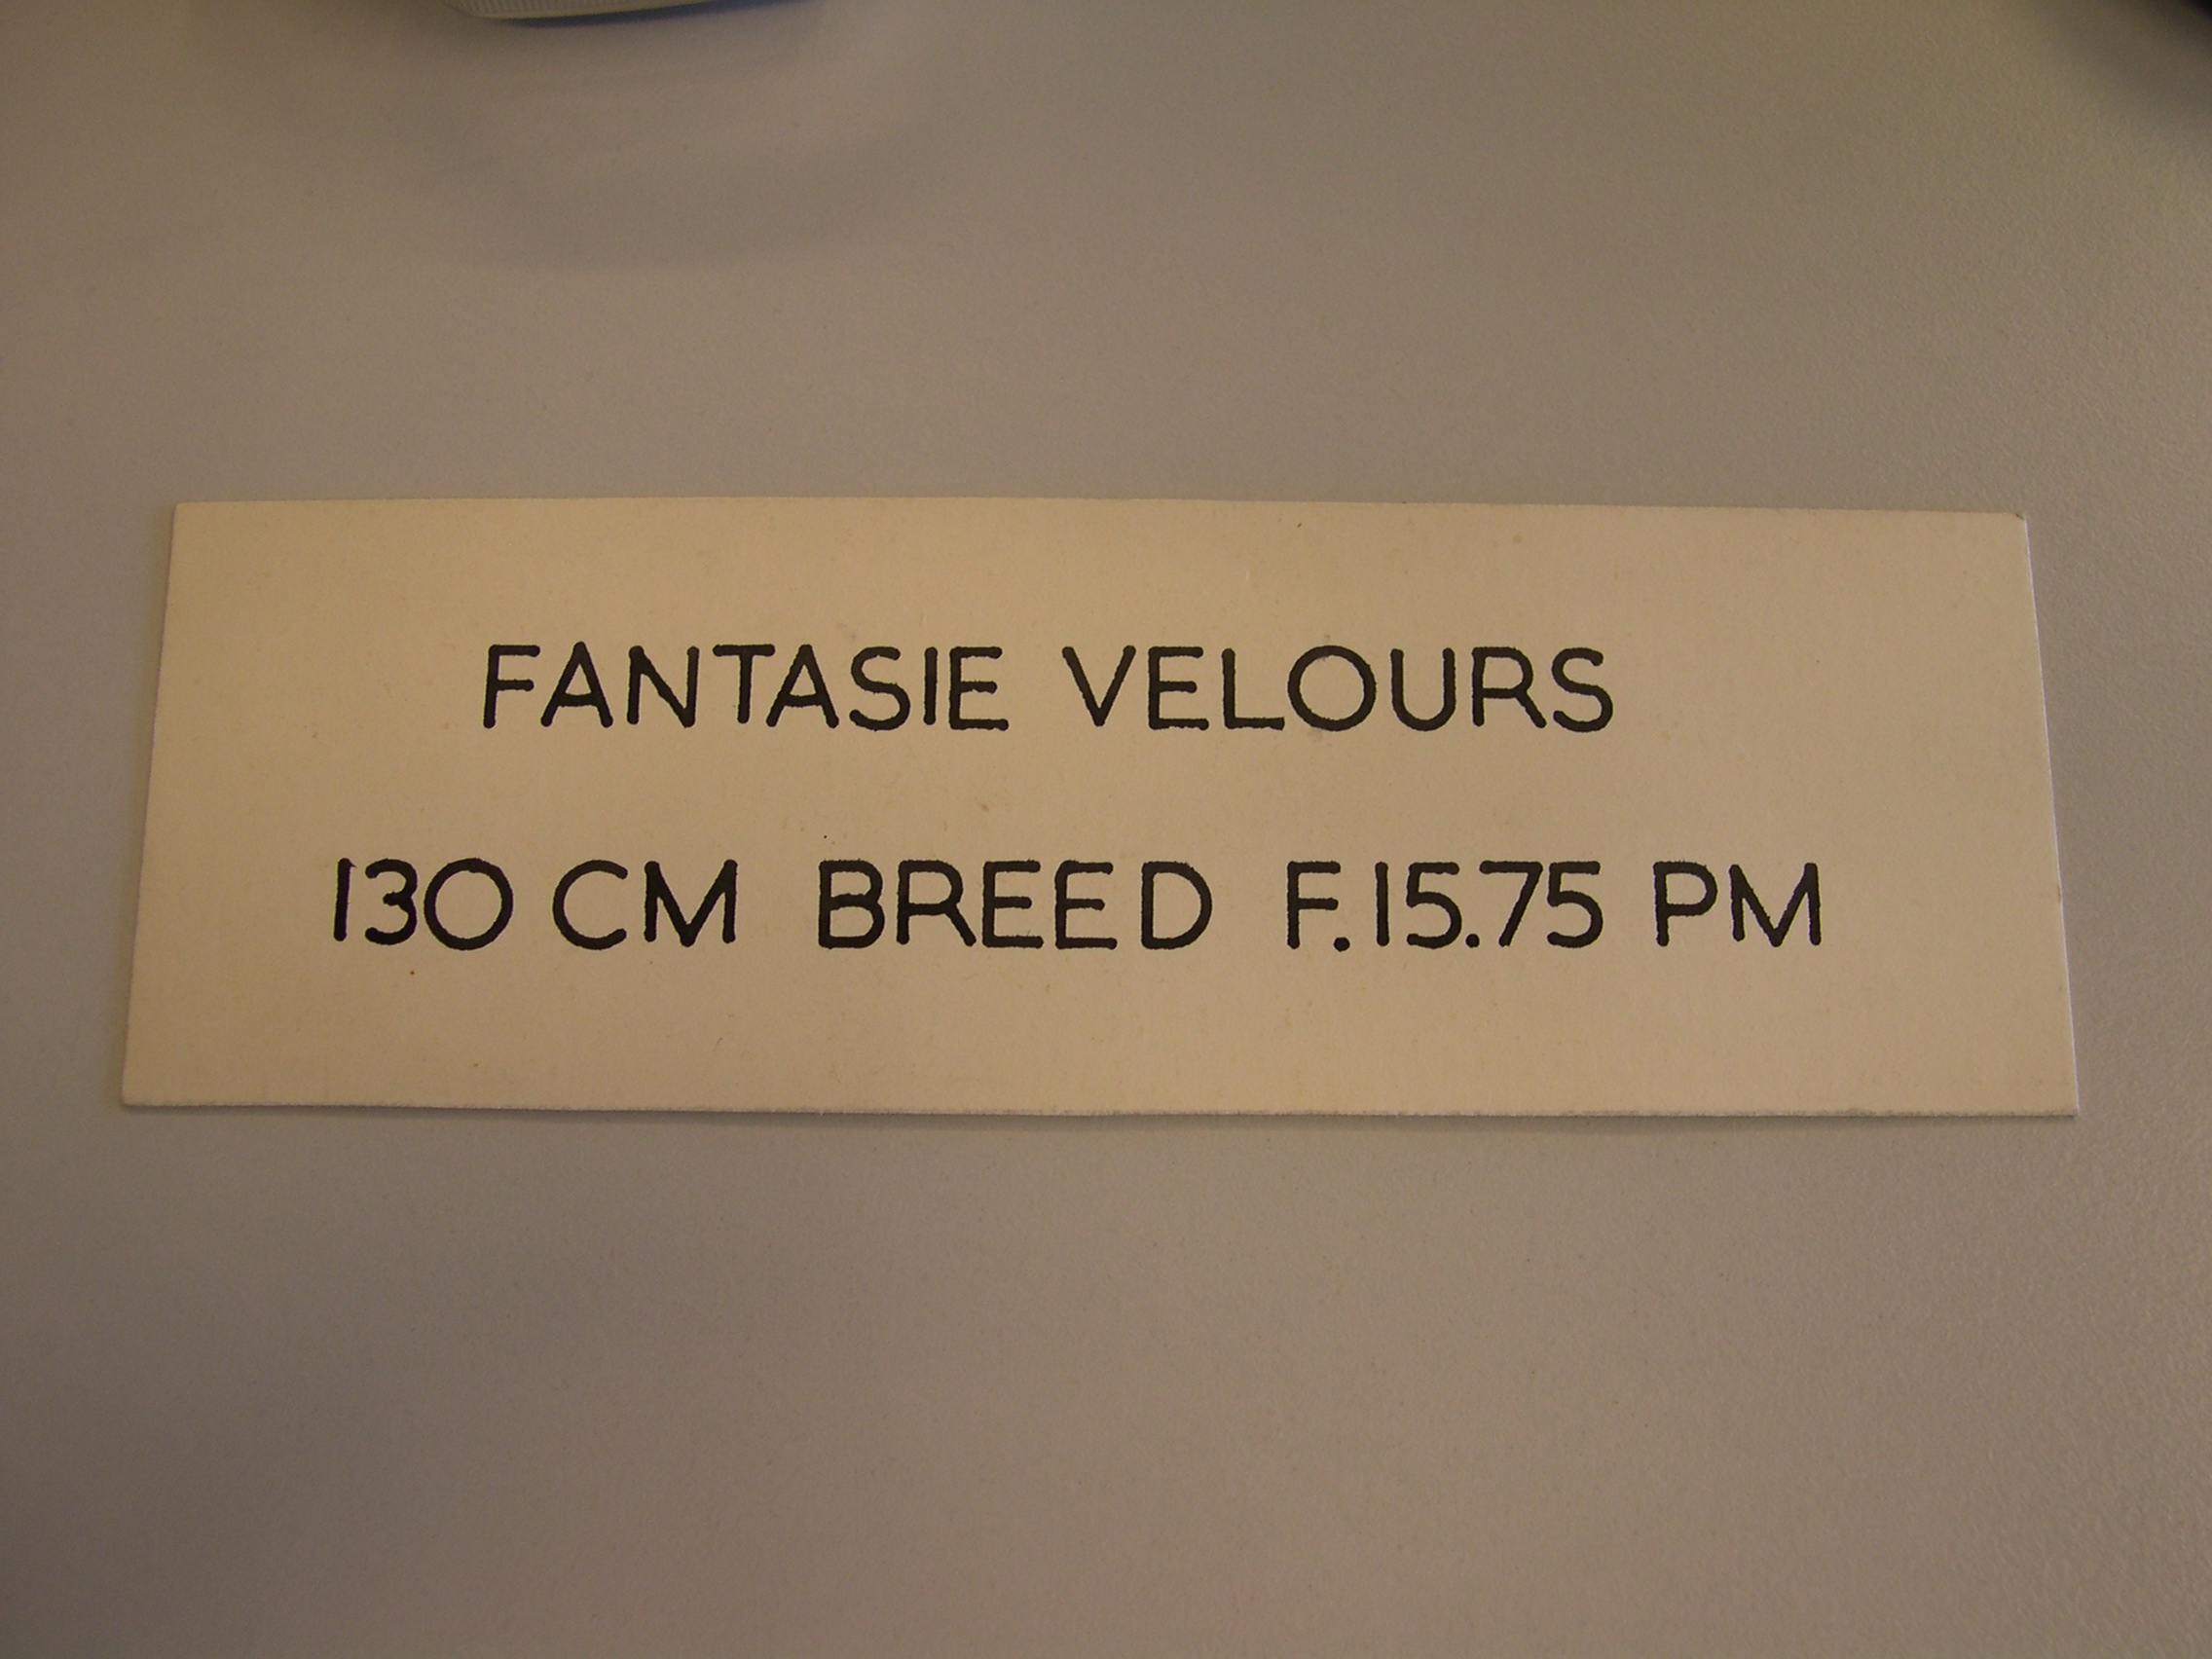 FANTASIE VELOURS
130 CM BREED F.15.75 PM